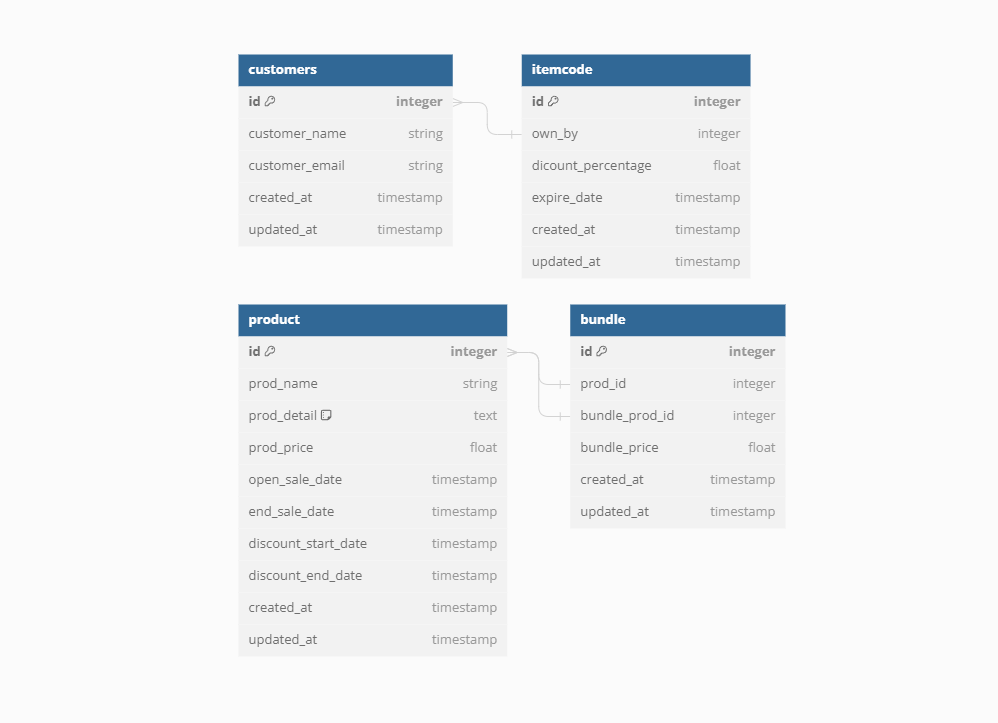 customers
id integer
customer_name string
customer_email string
created_at timestamp
updated_at timestamp
itemcode
id integer
own_by integer
dicount_percentage float
expire_date timestamp
created_at timestamp
updated_at timestamp
product
id integer
prod_name string
prod_detail text
prod_price float
open_sale_date timestamp
end_sale_date timestamp
discount_start_date timestamp
discount_end_date timestamp
created_at timestamp
updated_at timestamp
bundle
id integer
prod_id integer
bundle_prod_id integer
bundle_price float
created_at timestamp
updated_at timestamp